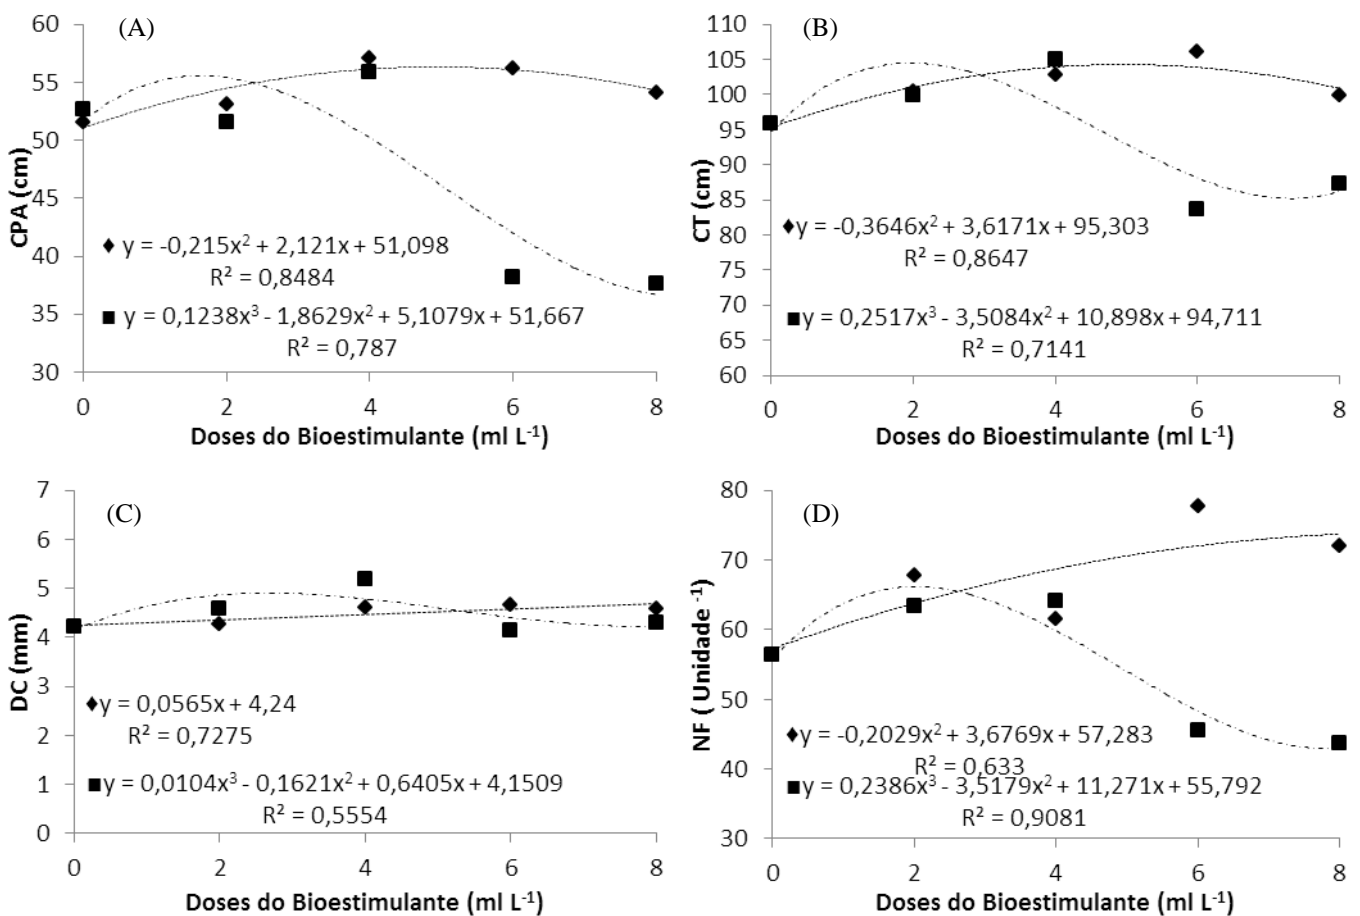 (A)
60
55
50
45
40
35
30
CPA (cm)
◆ y = -0,215x² + 2,121x + 51,098
R² = 0,8484
■ y = 0,1238x³ - 1,8629x² + 5,1079x + 51,667
R² = 0,787
0 2 4 6 8
Doses do Bioestimulante (ml L⁻¹)
(B)
110
105
100
95
90
85
80
75
70
65
60
CT (cm)
◆ y = -0,3646x² + 3,6171x + 95,303
R² = 0,8647
■ y = 0,2517x³ - 3,5084x² + 10,898x + 94,711
R² = 0,7141
0 2 4 6 8
Doses do Bioestimulante (ml L⁻¹)
(C)
7
6
5
4
3
2
1
0
DC (mm)
◆ y = 0,0565x + 4,24
R² = 0,7275
■ y = 0,0104x³ - 0,1621x² + 0,6405x + 4,1509
R² = 0,5554
0 2 4 6 8
Doses do Bioestimulante (ml L⁻¹)
(D)
80
70
60
50
40
30
NF ( Unidade ⁻¹)
◆ y = -0,2029x² + 3,6769x + 57,283
R² = 0,633
■ y = 0,2386x³ - 3,5179x² + 11,271x + 55,792
R² = 0,9081
0 2 4 6 8
Doses do Bioestimulante (ml L⁻¹)